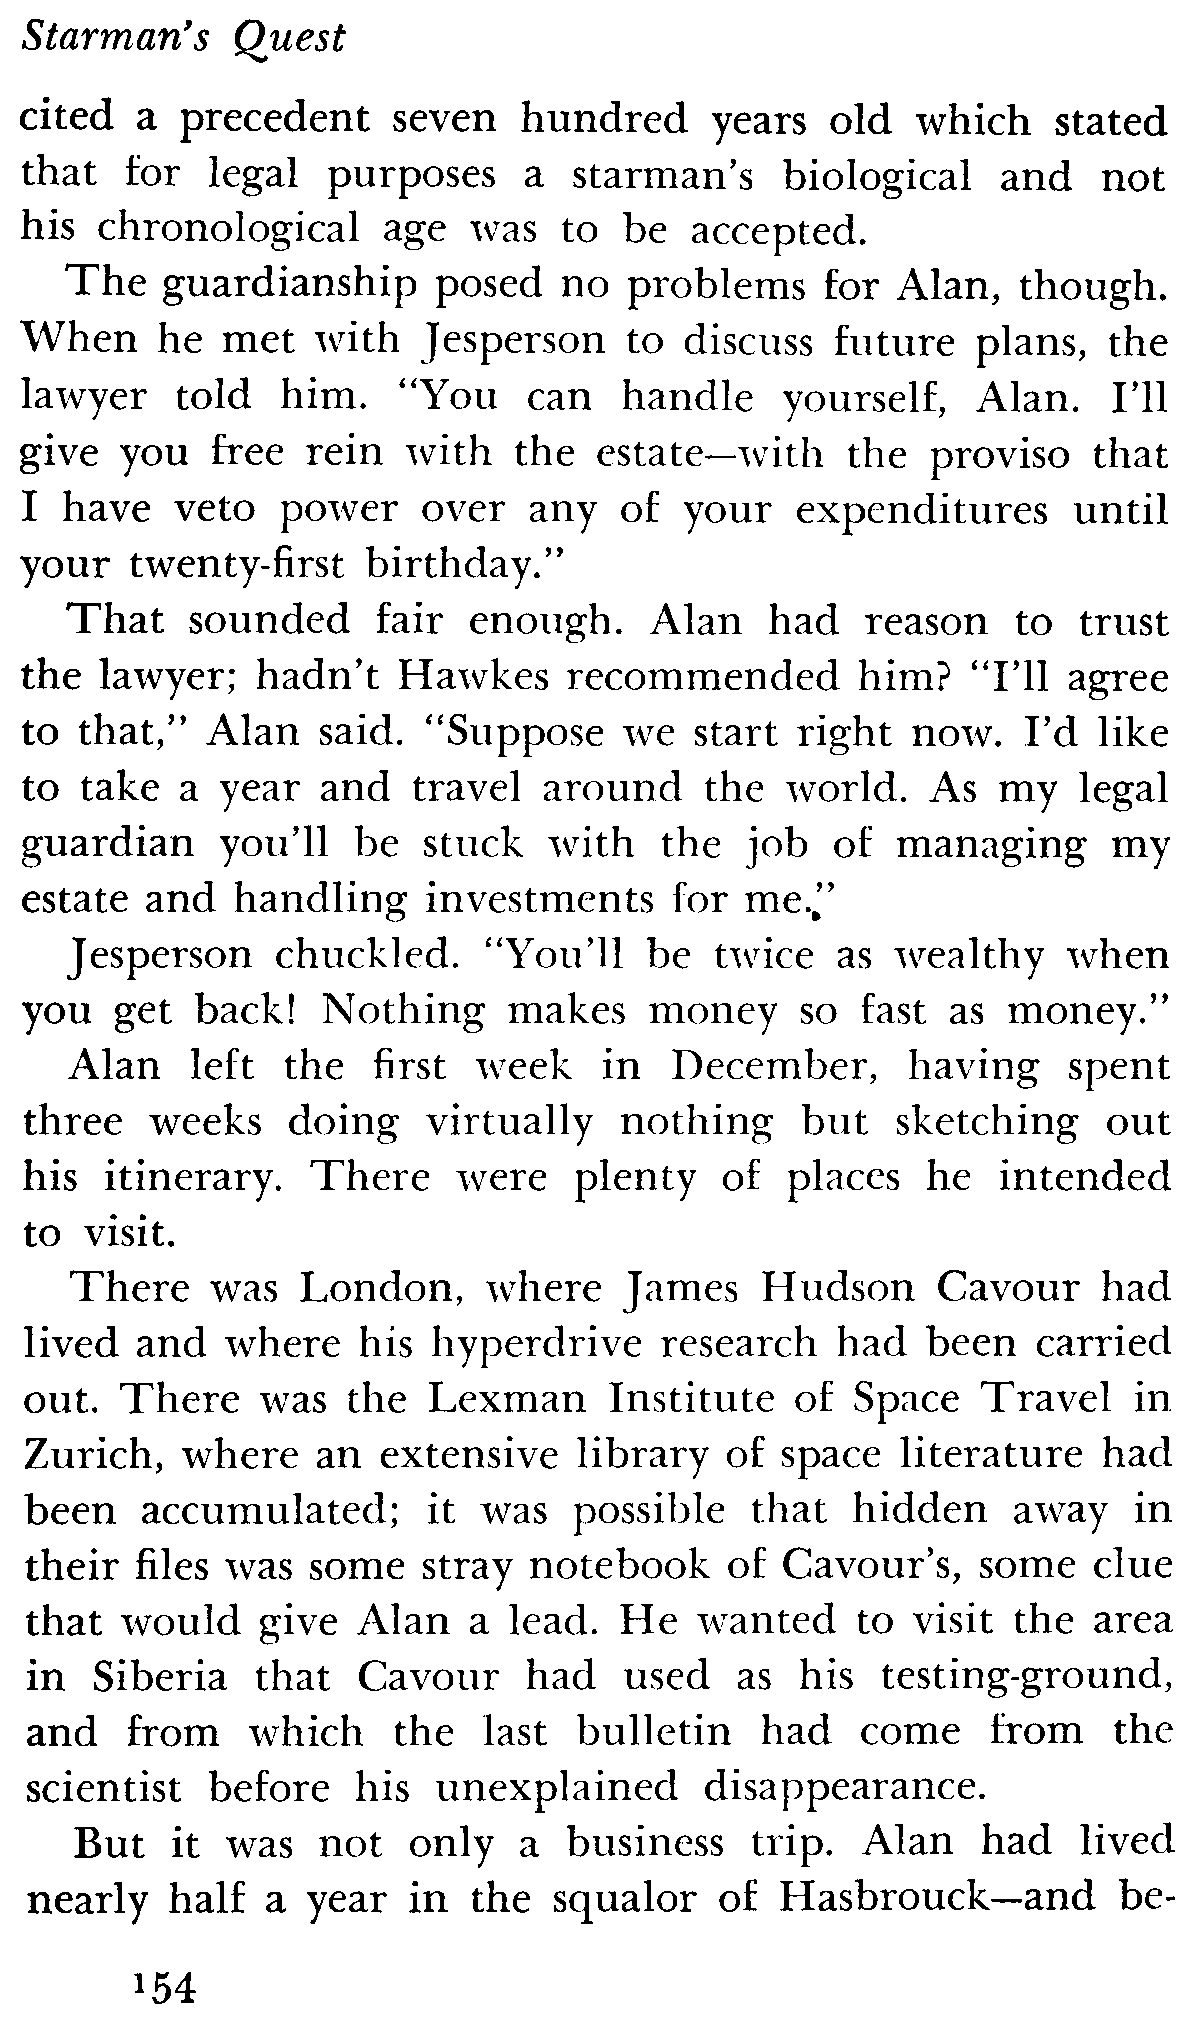 Starman's Quest
cited a precedent seven hundred years old which stated
that for legal purposes a starman's biological and not
his chronological age was to be accepted.
The guardianship posed no problems for Alan, though.
When he met with Jesperson to discuss future plans, the
lawyer told him. “You can handle yourself, Alan. I'll
give you free rein with the estate—with the proviso that
I have veto power over any of your expenditures until
your twenty-first birthday.”
That sounded fair enough. Alan had reason to trust
the lawyer; hadn't Hawkes recommended him? “I'll agree
to that,” Alan said. “Suppose we start right now. I'd like
to take a year and travel around the world. As my legal
guardian you'll be stuck with the job of managing my
estate and handling investments for me.”
Jesperson chuckled. “You'll be twice as wealthy when
you get back! Nothing makes money so fast as money.”
Alan left the first week in December, having spent
three weeks doing virtually nothing but sketching out
his itinerary. There were plenty of places he intended
to visit.
There was London, where James Hudson Cavour had
lived and where his hyperdrive research had been carried
out. There was the Lexman Institute of Space Travel in
Zurich, where an extensive library of space literature had
been accumulated; it was possible that hidden away in
their files was some stray notebook of Cavour's, some clue
that would give Alan a lead. He wanted to visit the area
in Siberia that Cavour had used as his testing-ground,
and from which the last bulletin had come from the
scientist before his unexplained disappearance.
But it was not only a business trip. Alan had lived
nearly half a year in the squalor of Hasbrouck—and be-
154